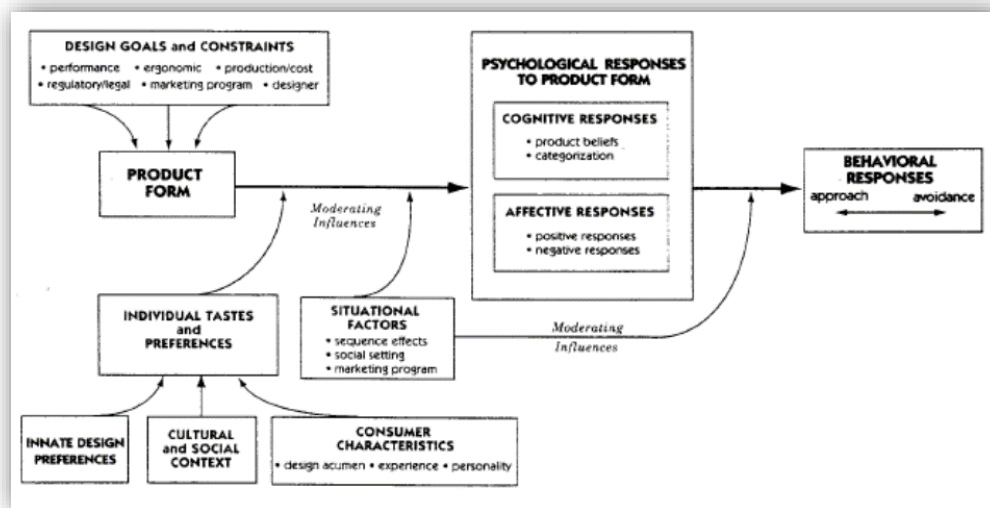 DESIGN GOALS and CONSTRAINTS
• performance • ergonomic • production/cost
• regulatory/legal • marketing program • designer
PRODUCT
FORM
Moderating
Influences
PSYCHOLOGICAL RESPONSES
TO PRODUCT FORM
COGNITIVE RESPONSES
• product beliefs
• categorization
AFFECTIVE RESPONSES
• positive responses
• negative responses
BEHAVIORAL
RESPONSES
approach avoidance
INDIVIDUAL TASTES
and
PREFERENCES
SITUATIONAL
FACTORS
• sequence effects
• social setting
• marketing program
Moderating
Influences
INNATE DESIGN
PREFERENCES
CULTURAL
and SOCIAL
CONTEXT
CONSUMER
CHARACTERISTICS
• design acumen • experience • personality